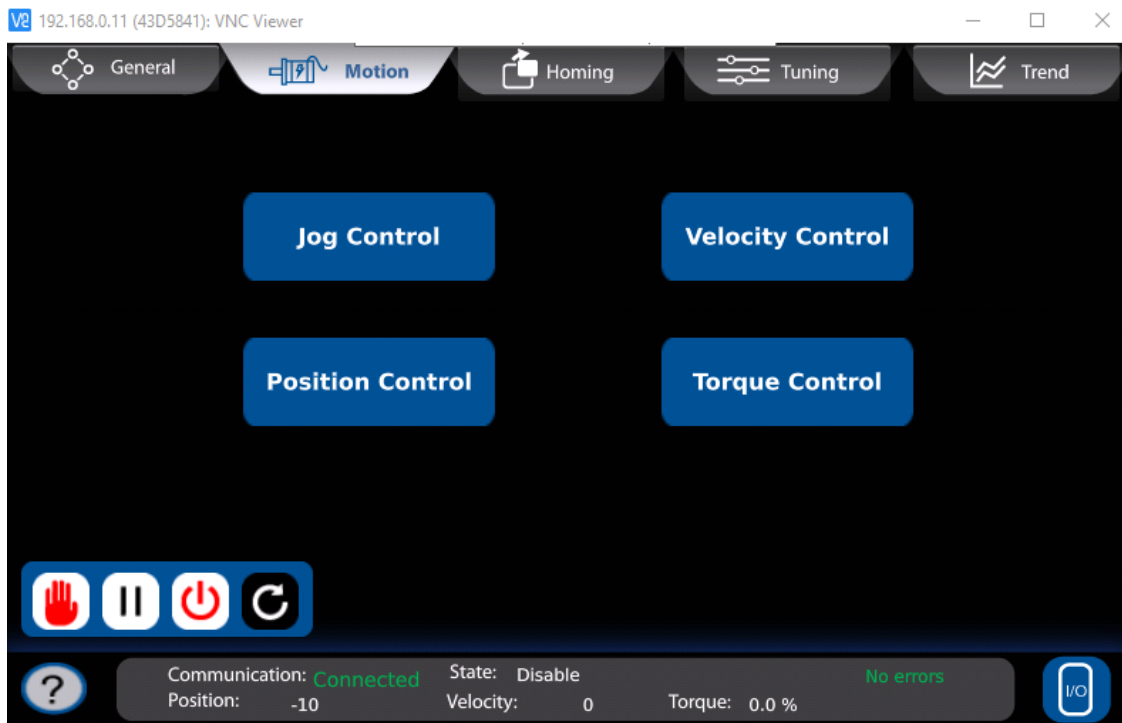 V2 192.168.0.11 (43D5841): VNC Viewer
General Motion Homing Tuning Trend
Jog Control Velocity Control
Position Control Torque Control
Communication: Connected State: Disable No errors
Position: -10 Velocity: 0 Torque: 0.0 %
? I/O